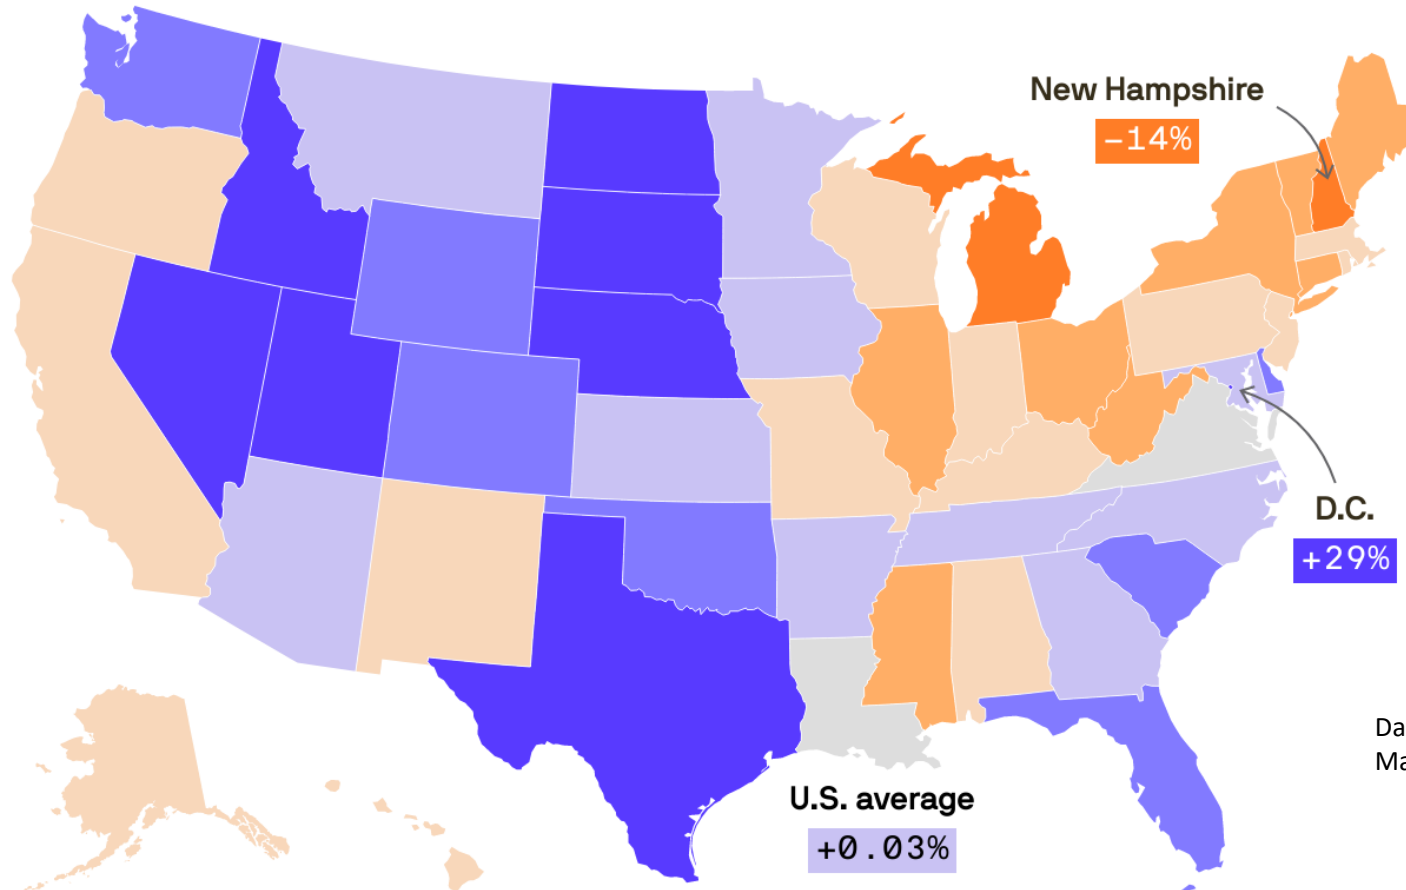 New Hampshire
−14%
D.C.
+29%
U.S. average
+0.03%